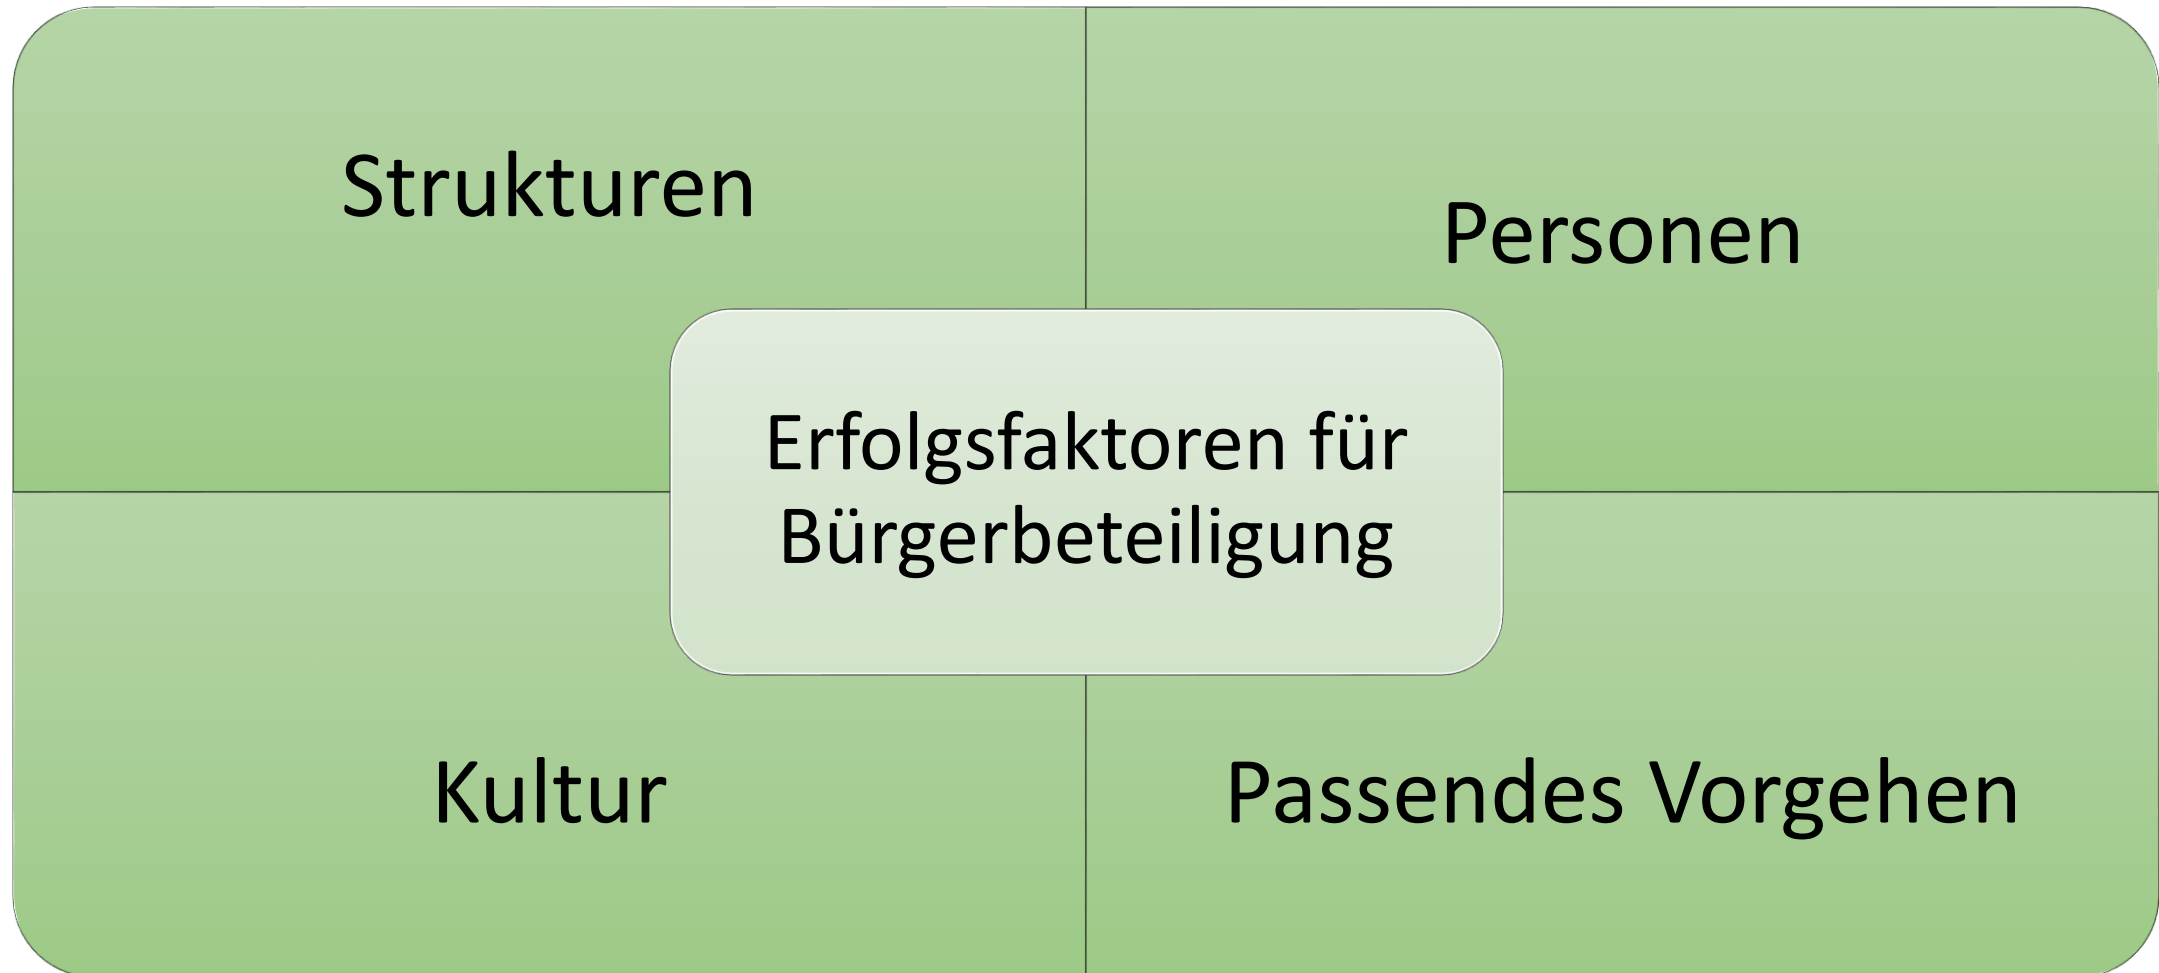 Strukturen
Personen
Erfolgsfaktoren für
Bürgerbeteiligung
Kultur
Passendes Vorgehen